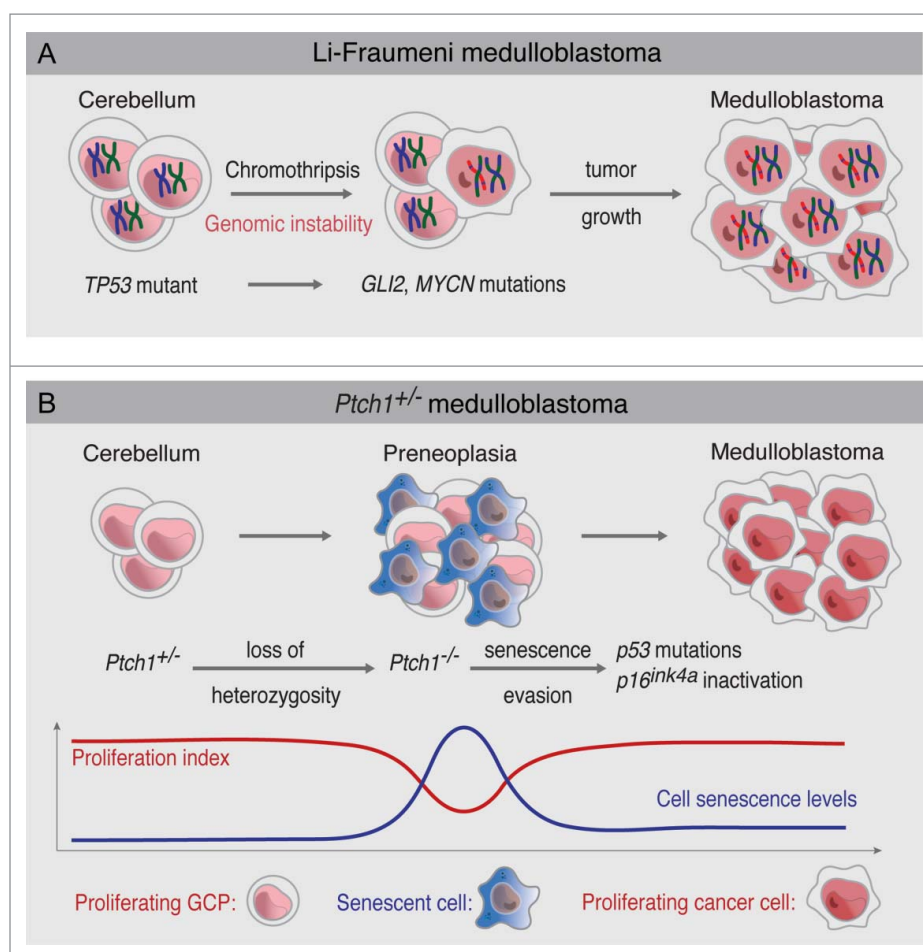 A
Li-Fraumeni medulloblastoma
Cerebellum
Medulloblastoma
Chromothripsis
Genomic instability
tumor
growth
TP53 mutant
GLI2, MYCN mutations
B
Ptch1+/- medulloblastoma
Cerebellum
Preneoplasia
Medulloblastoma
Ptch1+/-
loss of
heterozygosity
Ptch1-/-
senescence
evasion
p53 mutations
p16ink4a inactivation
Proliferation index
Cell senescence levels
Proliferating GCP:
Senescent cell:
Proliferating cancer cell: